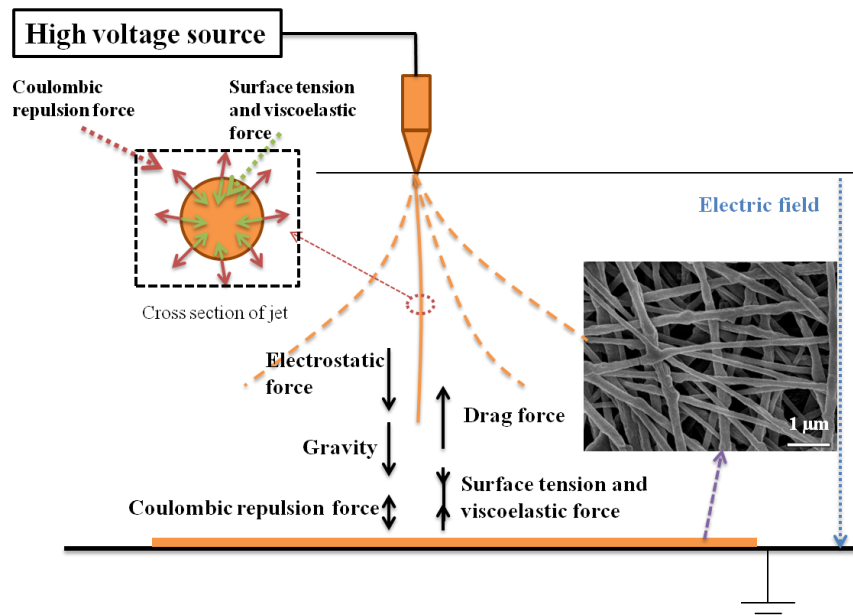 High voltage source
Coulombic
repulsion force
Surface tension
and viscoelastic
force
Electric field
Cross section of jet
Electrostatic
force
Drag force
1 μm
Gravity
Surface tension and
viscoelastic force
Coulombic repulsion force